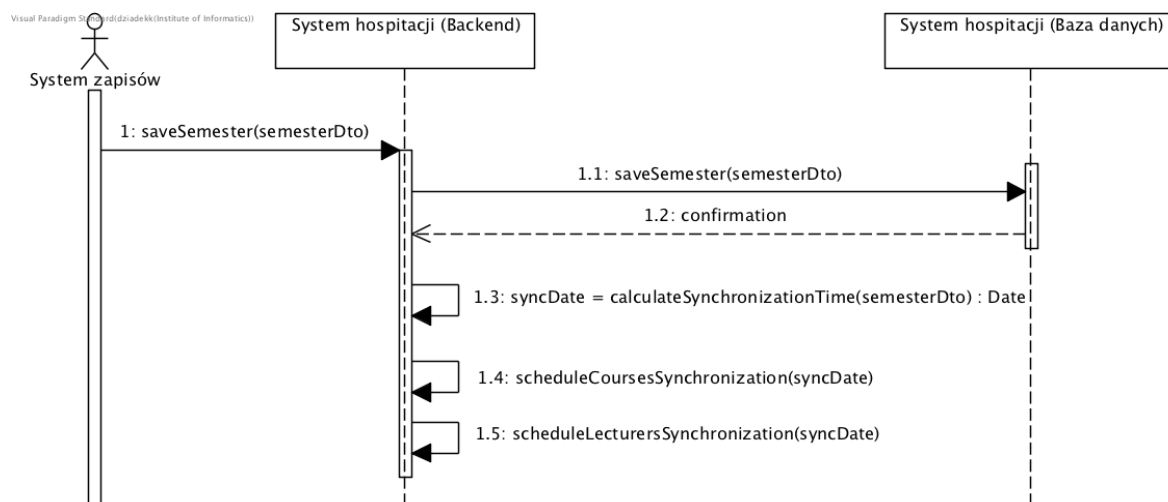 Visual Paradigm Standard(dziadekk(Institute of Informatics))
System hospitacji (Backend)
System hospitacji (Baza danych)
System zapisów
1: saveSemester(semesterDto)
1.1: saveSemester(semesterDto)
1.2: confirmation
1.3: syncDate = calculateSynchronizationTime(semesterDto) : Date
1.4: scheduleCoursesSynchronization(syncDate)
1.5: scheduleLecturersSynchronization(syncDate)